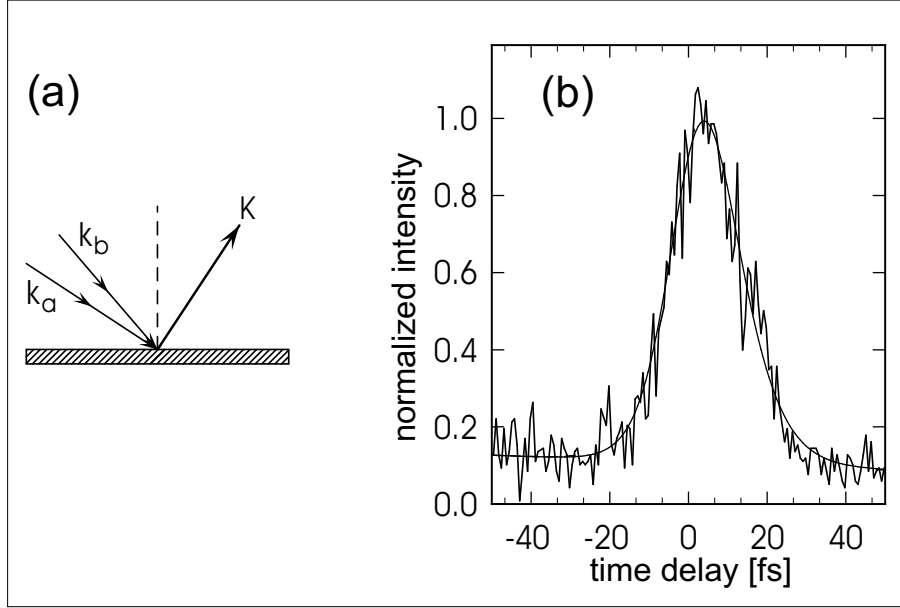 (a)
k_a
k_b
K
(b)
normalized intensity
1.0
0.8
0.6
0.4
0.2
0.0
-40 -20 0 20 40
time delay [fs]